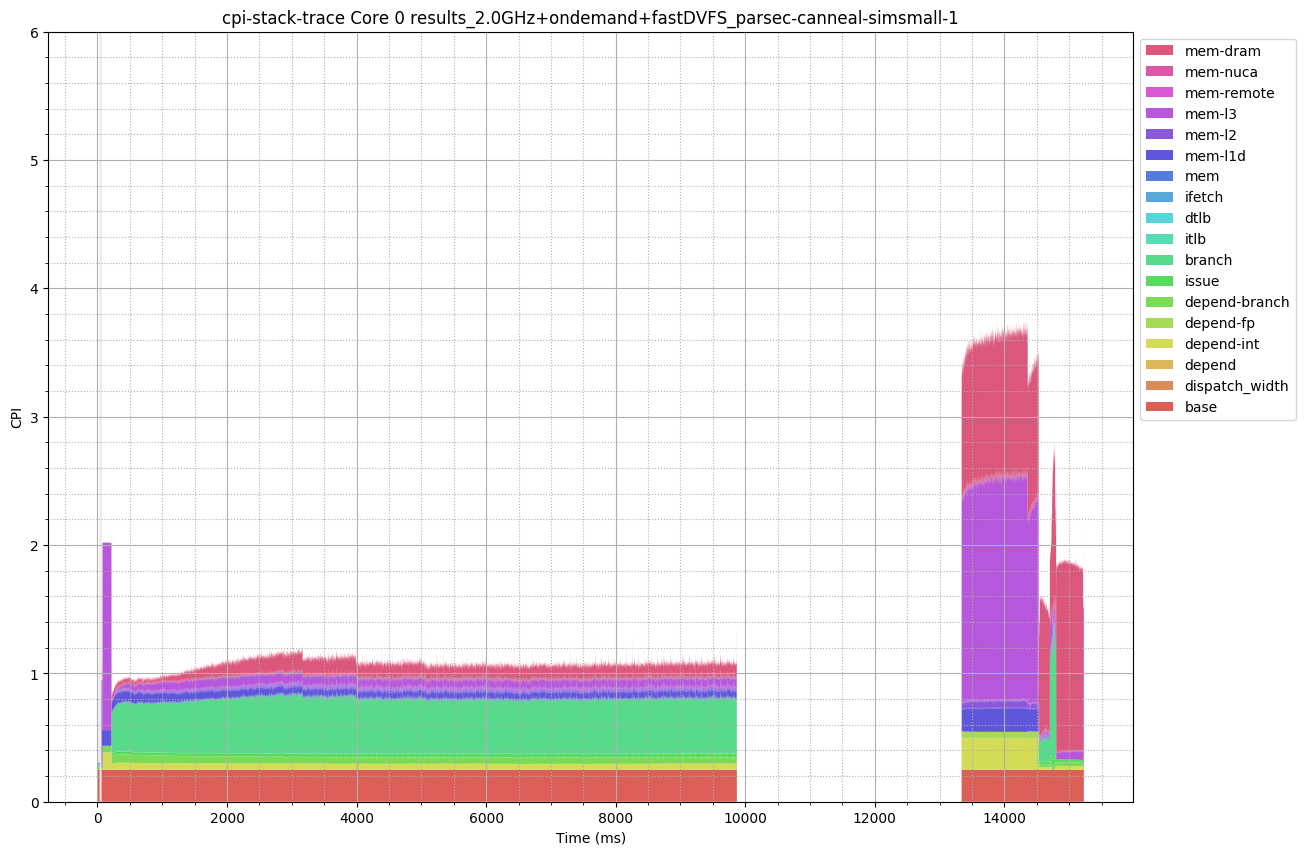 cpi-stack-trace Core 0 results_2.0GHz+ondemand+fastDVFS_parsec-canneal-simsmall-1
CPI
6
5
4
3
2
1
0
0 2000 4000 6000 8000 10000 12000 14000
Time (ms)
mem-dram
mem-nuca
mem-remote
mem-l3
mem-l2
mem-l1d
mem
ifetch
dtlb
itlb
branch
issue
depend-branch
depend-fp
depend-int
depend
dispatch_width
base